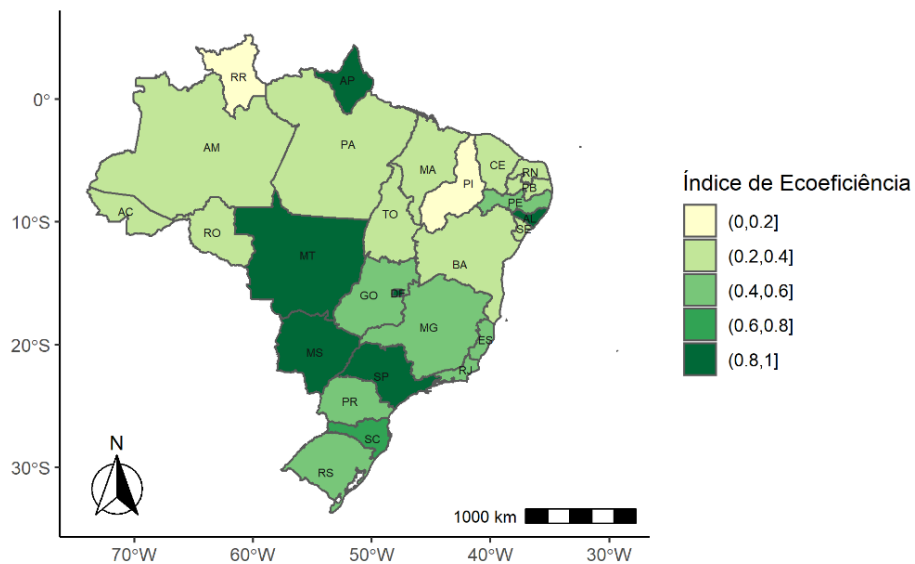 RR
AP
0°
AM
PA
MA
CE
RN
PB
PI
PE
AL
SE
AC
RO
TO
10°S
BA
MT
GO
DF
MG
ES
20°S
MS
SP
RJ
PR
SC
RS
30°S
N
1000 km
70°W
60°W
50°W
40°W
30°W
Índice de Ecoeficiência
(0,0.2]
(0.2,0.4]
(0.4,0.6]
(0.6,0.8]
(0.8,1]